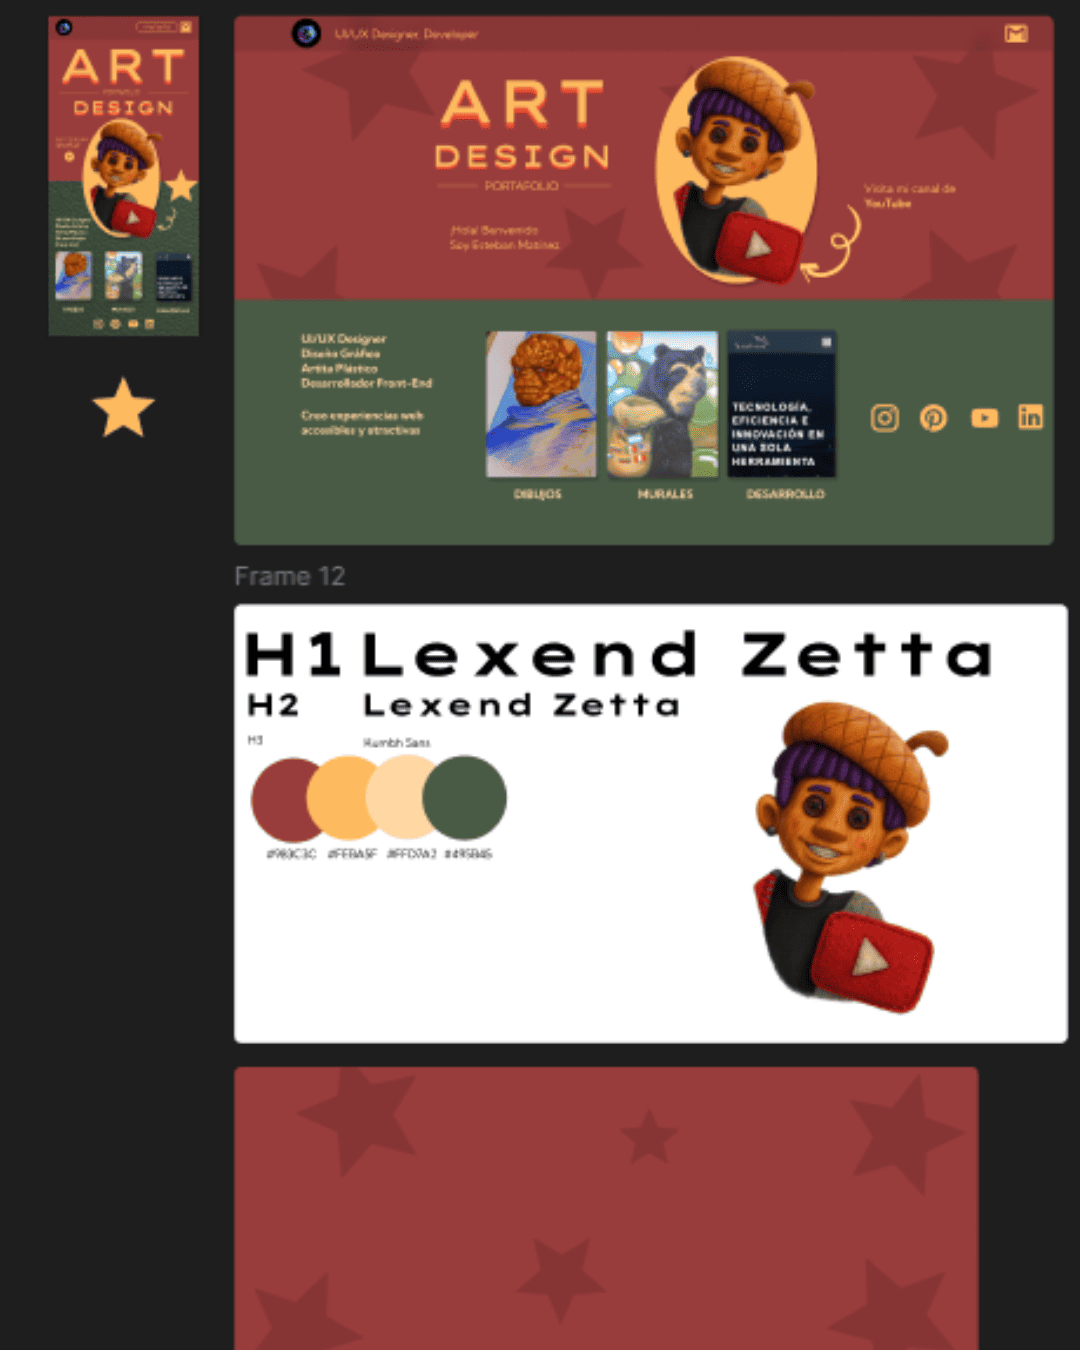 ART
DESIGN
UI/UX Designer, Developer
ART
DESIGN
PORTAFOLIO
¡Hola! Bienvenido
Soy Esteban Matinez
Visita mi canal de
YouTube
UI/UX Designer
Diseño Gráfico
Artita Plástico
Desarrollador Front-End
Creo experiencias web
accesibles y atractivas
TECNOLOGÍA,
EFICIENCIA E
INNOVACIÓN EN
UNA SOLA
HERRAMIENTA
DIBUJOS
MURALES
DESARROLLO
Frame 12
H1 Lexend Zetta
H2 Lexend Zetta
H3 Kumbh Sans
#983C3C #FEBA5F #FFD7A2 #495B45